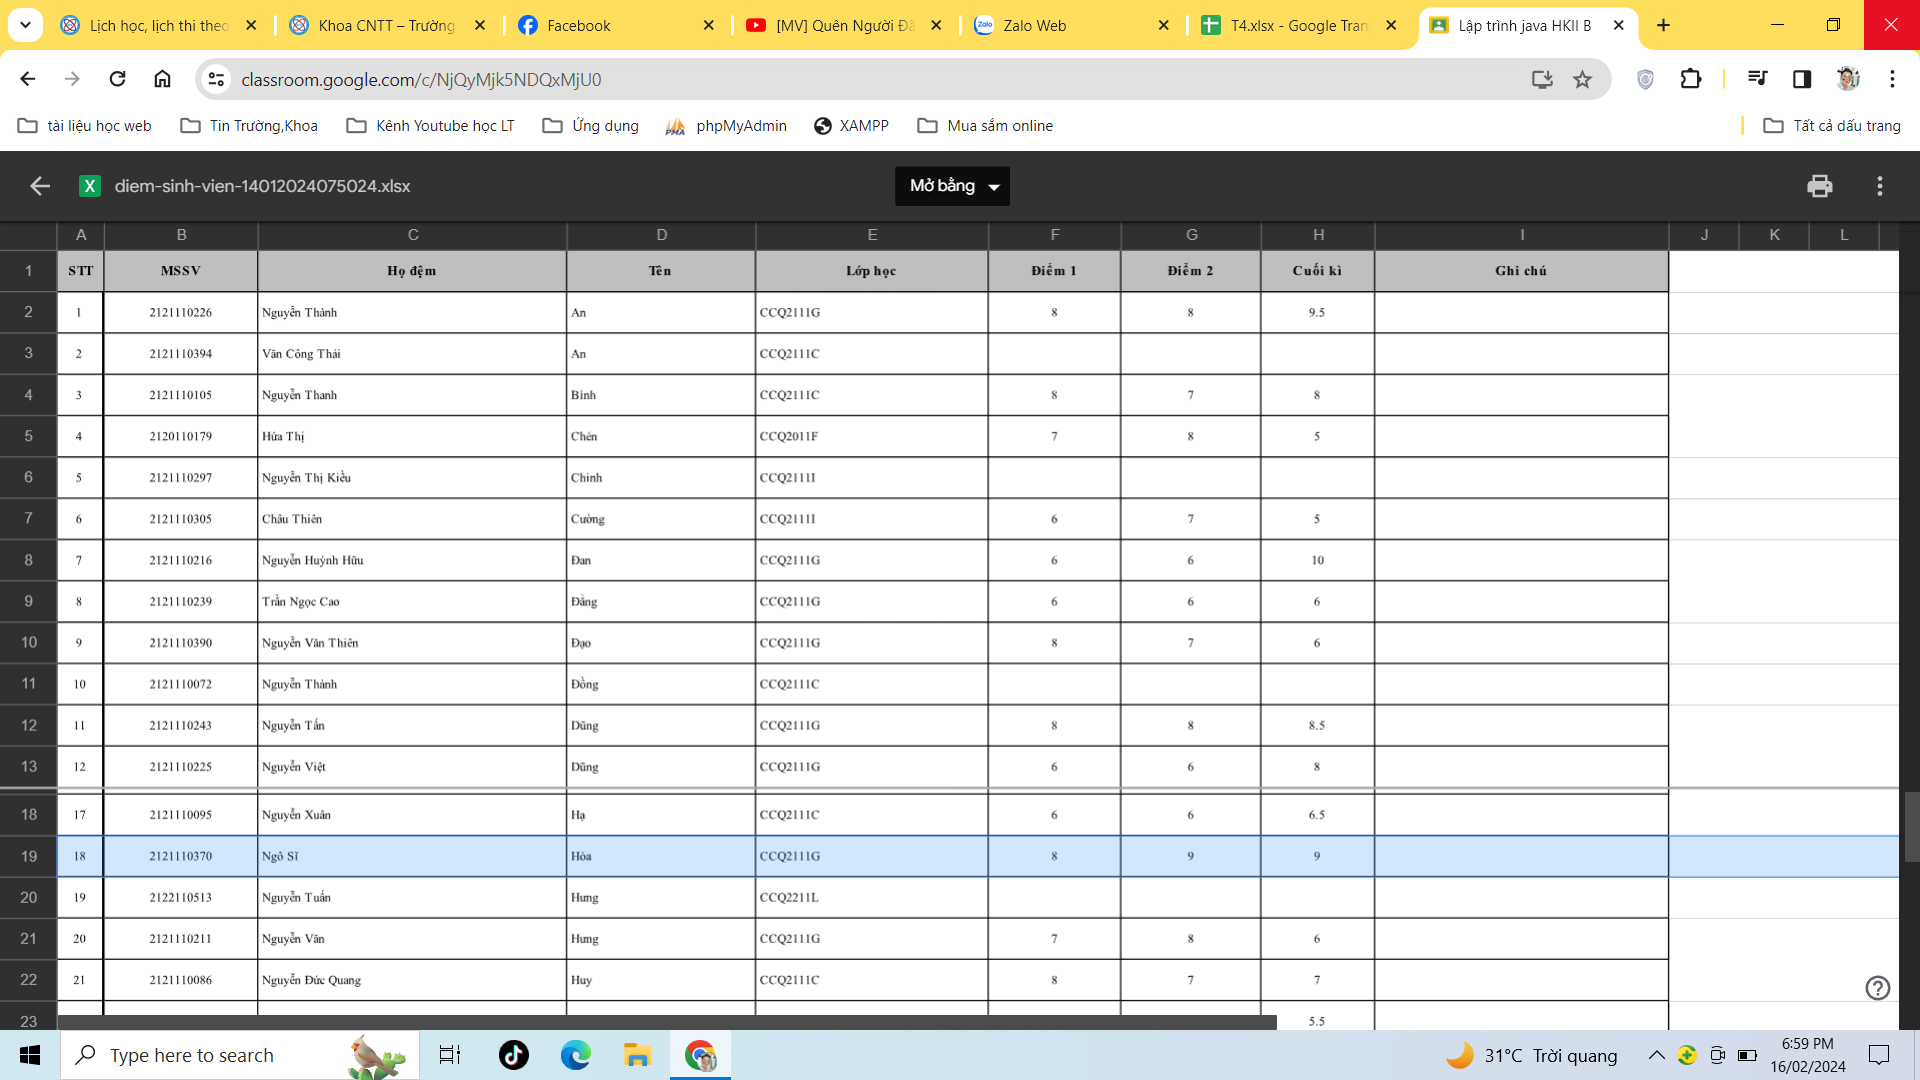 Lịch học, lịch thi theo
Khoa CNTT – Trường
Facebook
[MV] Quên Người Đã
Zalo Web
T4.xlsx - Google Tran
Lập trình java HKII B
classroom.google.com/c/NjQyMjk5NDQxMjU0
tài liệu học web
Tin Trường,Khoa
Kênh Youtube học LT
Ứng dụng
phpMyAdmin
XAMPP
Mua sắm online
Tất cả dấu trang
diem-sinh-vien-14012024075024.xlsx
Mở bằng
A B C D E F G H I J K L
1 STT MSSV Họ đệm Tên Lớp học Điểm 1 Điểm 2 Cuối kì Ghi chú
2 1 2121110226 Nguyễn Thành An CCQ2111G 8 8 9.5
3 2 2121110394 Văn Công Thái An CCQ2111C
4 3 2121110105 Nguyễn Thanh Bình CCQ2111C 8 7 8
5 4 2120110179 Hứa Thị Chén CCQ2011F 7 8 5
6 5 2121110297 Nguyễn Thị Kiều Chinh CCQ2111I
7 6 2121110305 Châu Thiên Cường CCQ2111I 6 7 5
8 7 2121110216 Nguyễn Huỳnh Hữu Đan CCQ2111G 6 6 10
9 8 2121110239 Trần Ngọc Cao Đẳng CCQ2111G 6 6 6
10 9 2121110390 Nguyễn Văn Thiên Đạo CCQ2111G 8 7 6
11 10 2121110072 Nguyễn Thành Đồng CCQ2111C
12 11 2121110243 Nguyễn Tấn Dũng CCQ2111G 8 8 8.5
13 12 2121110225 Nguyễn Việt Dũng CCQ2111G 6 6 8
18 17 2121110095 Nguyễn Xuân Hạ CCQ2111C 6 6 6.5
19 18 2121110370 Ngô Sĩ Hòa CCQ2111G 8 9 9
20 19 2122110513 Nguyễn Tuấn Hưng CCQ2211L
21 20 2121110211 Nguyễn Văn Hưng CCQ2111G 7 8 6
22 21 2121110086 Nguyễn Đức Quang Huy CCQ2111C 8 7 7
23 5.5
Type here to search
31°C Trời quang
6:59 PM
16/02/2024